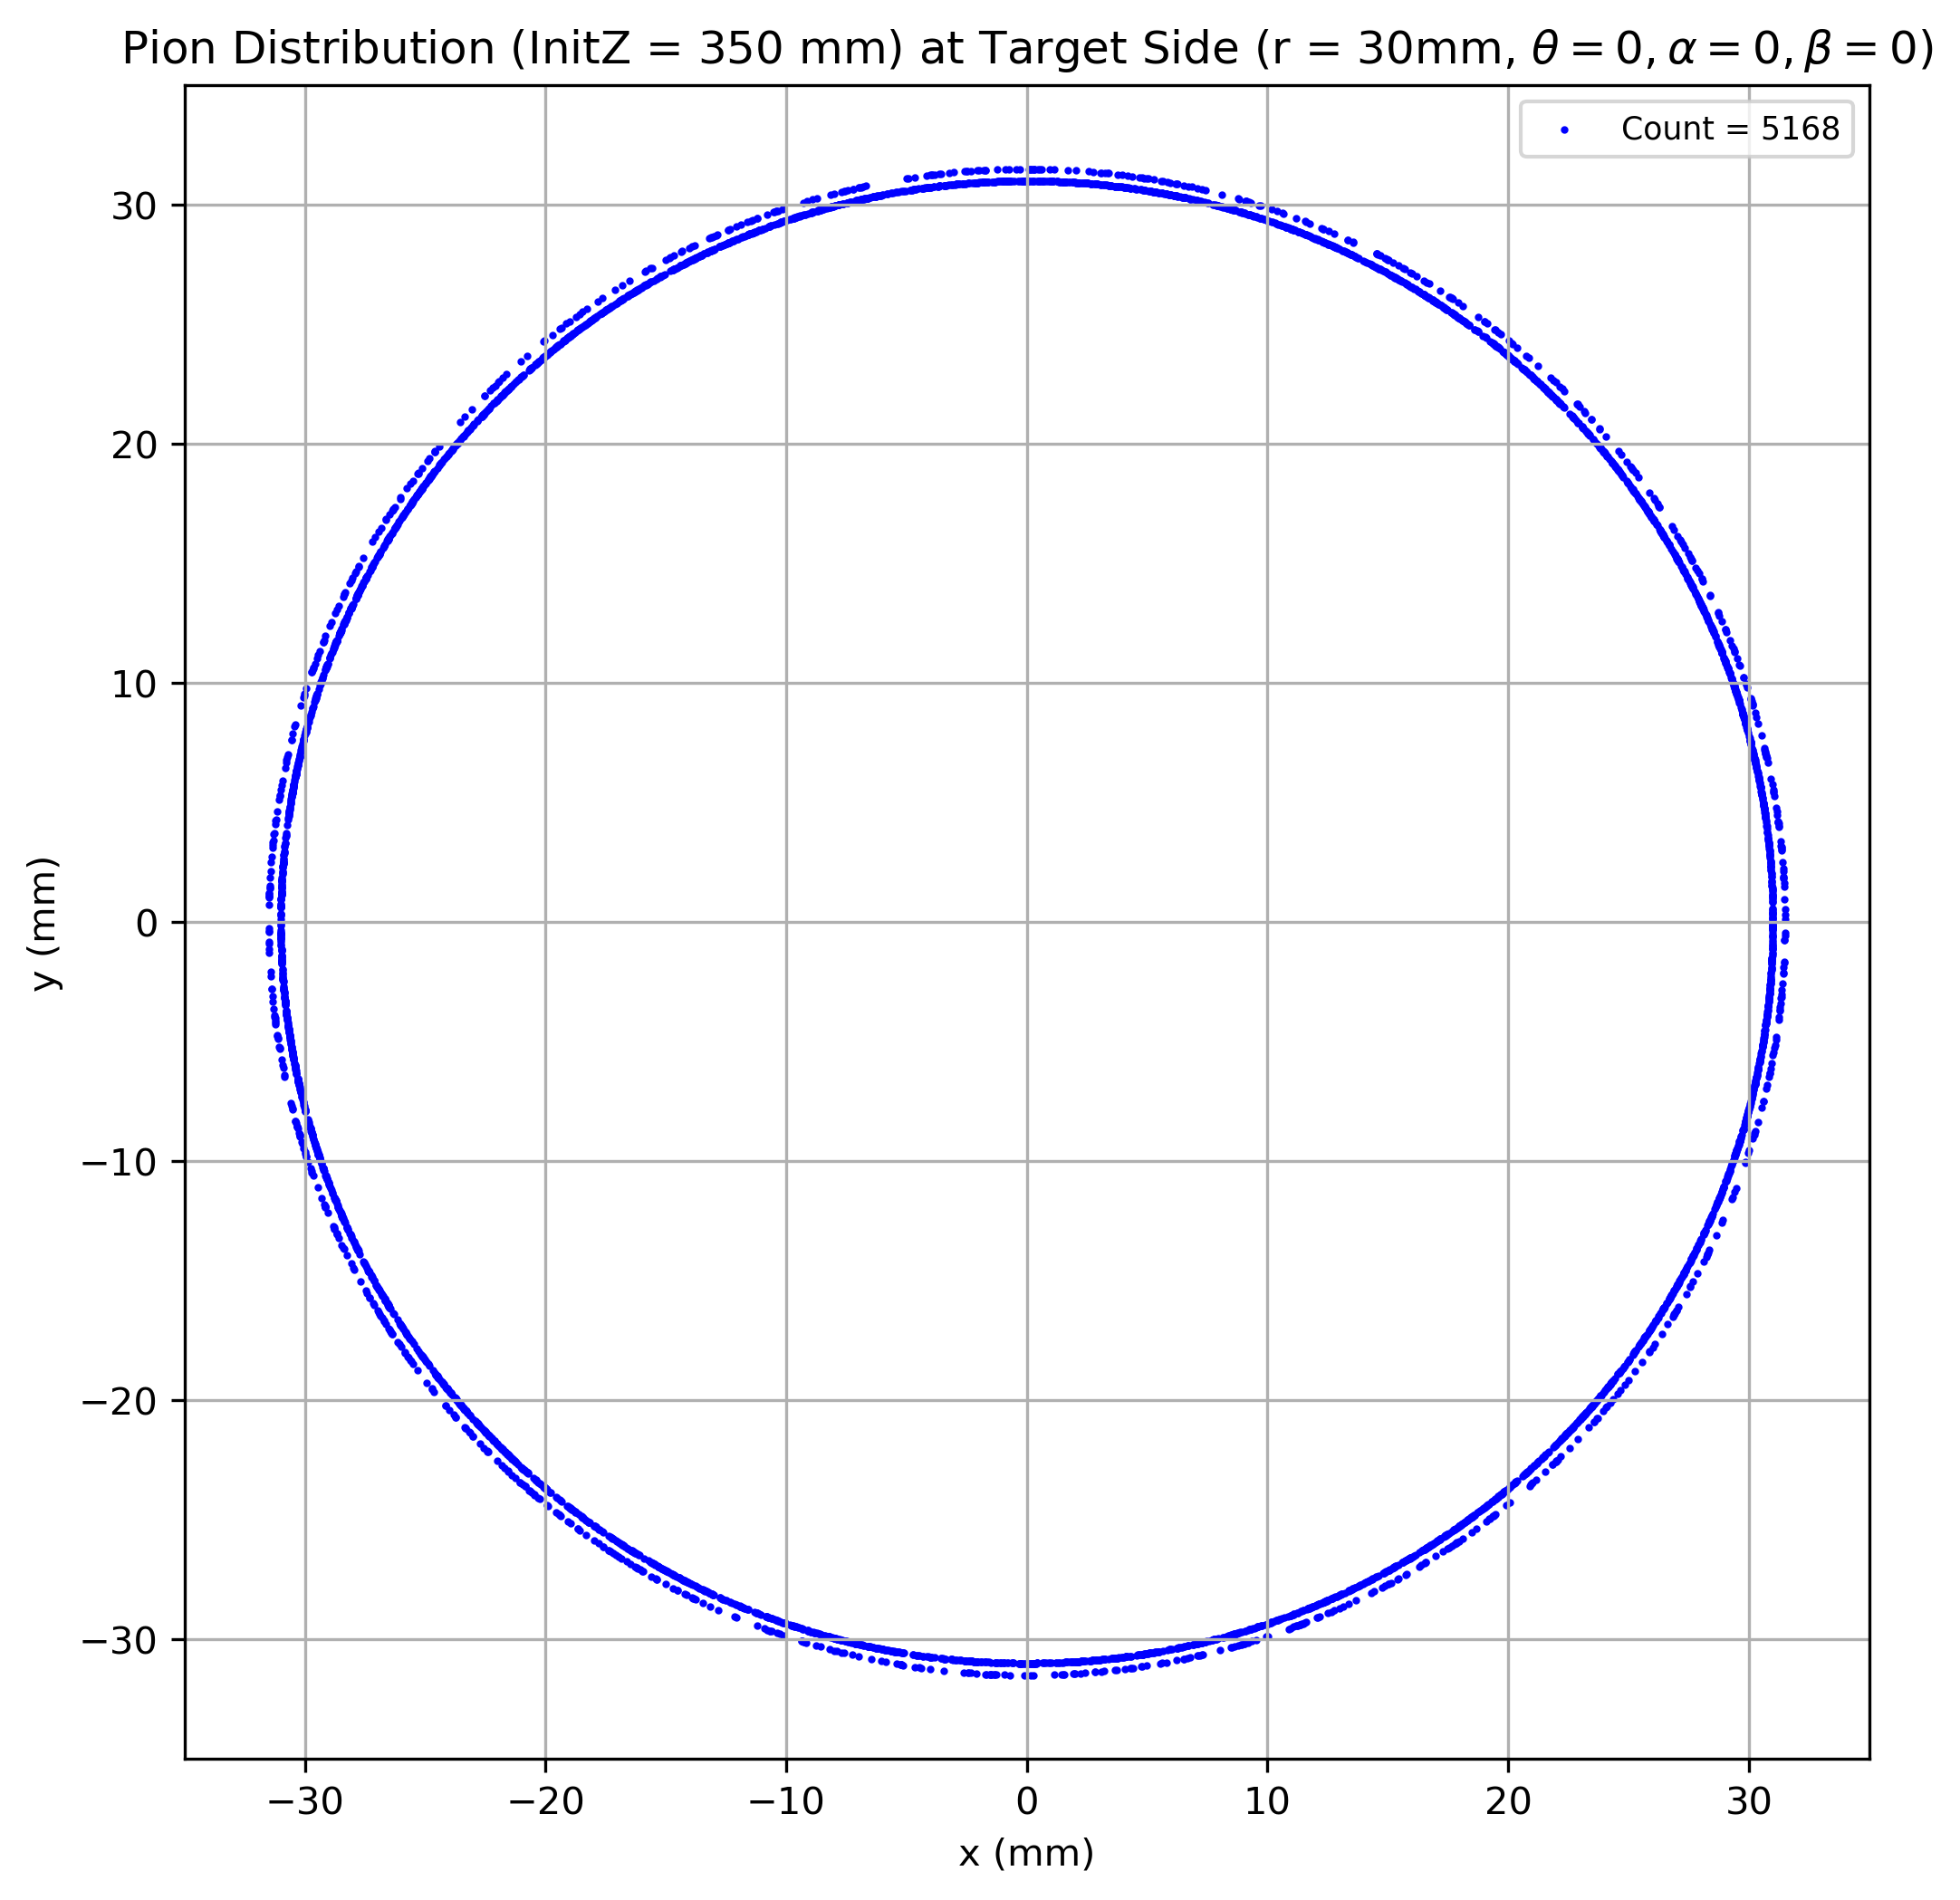 Pion Distribution (InitZ = 350 mm) at Target Side (r = 30mm, θ = 0, α = 0, β = 0)
Count = 5168
30
20
10
0
−10
−20
−30
y (mm)
−30 −20 −10 0 10 20 30
x (mm)